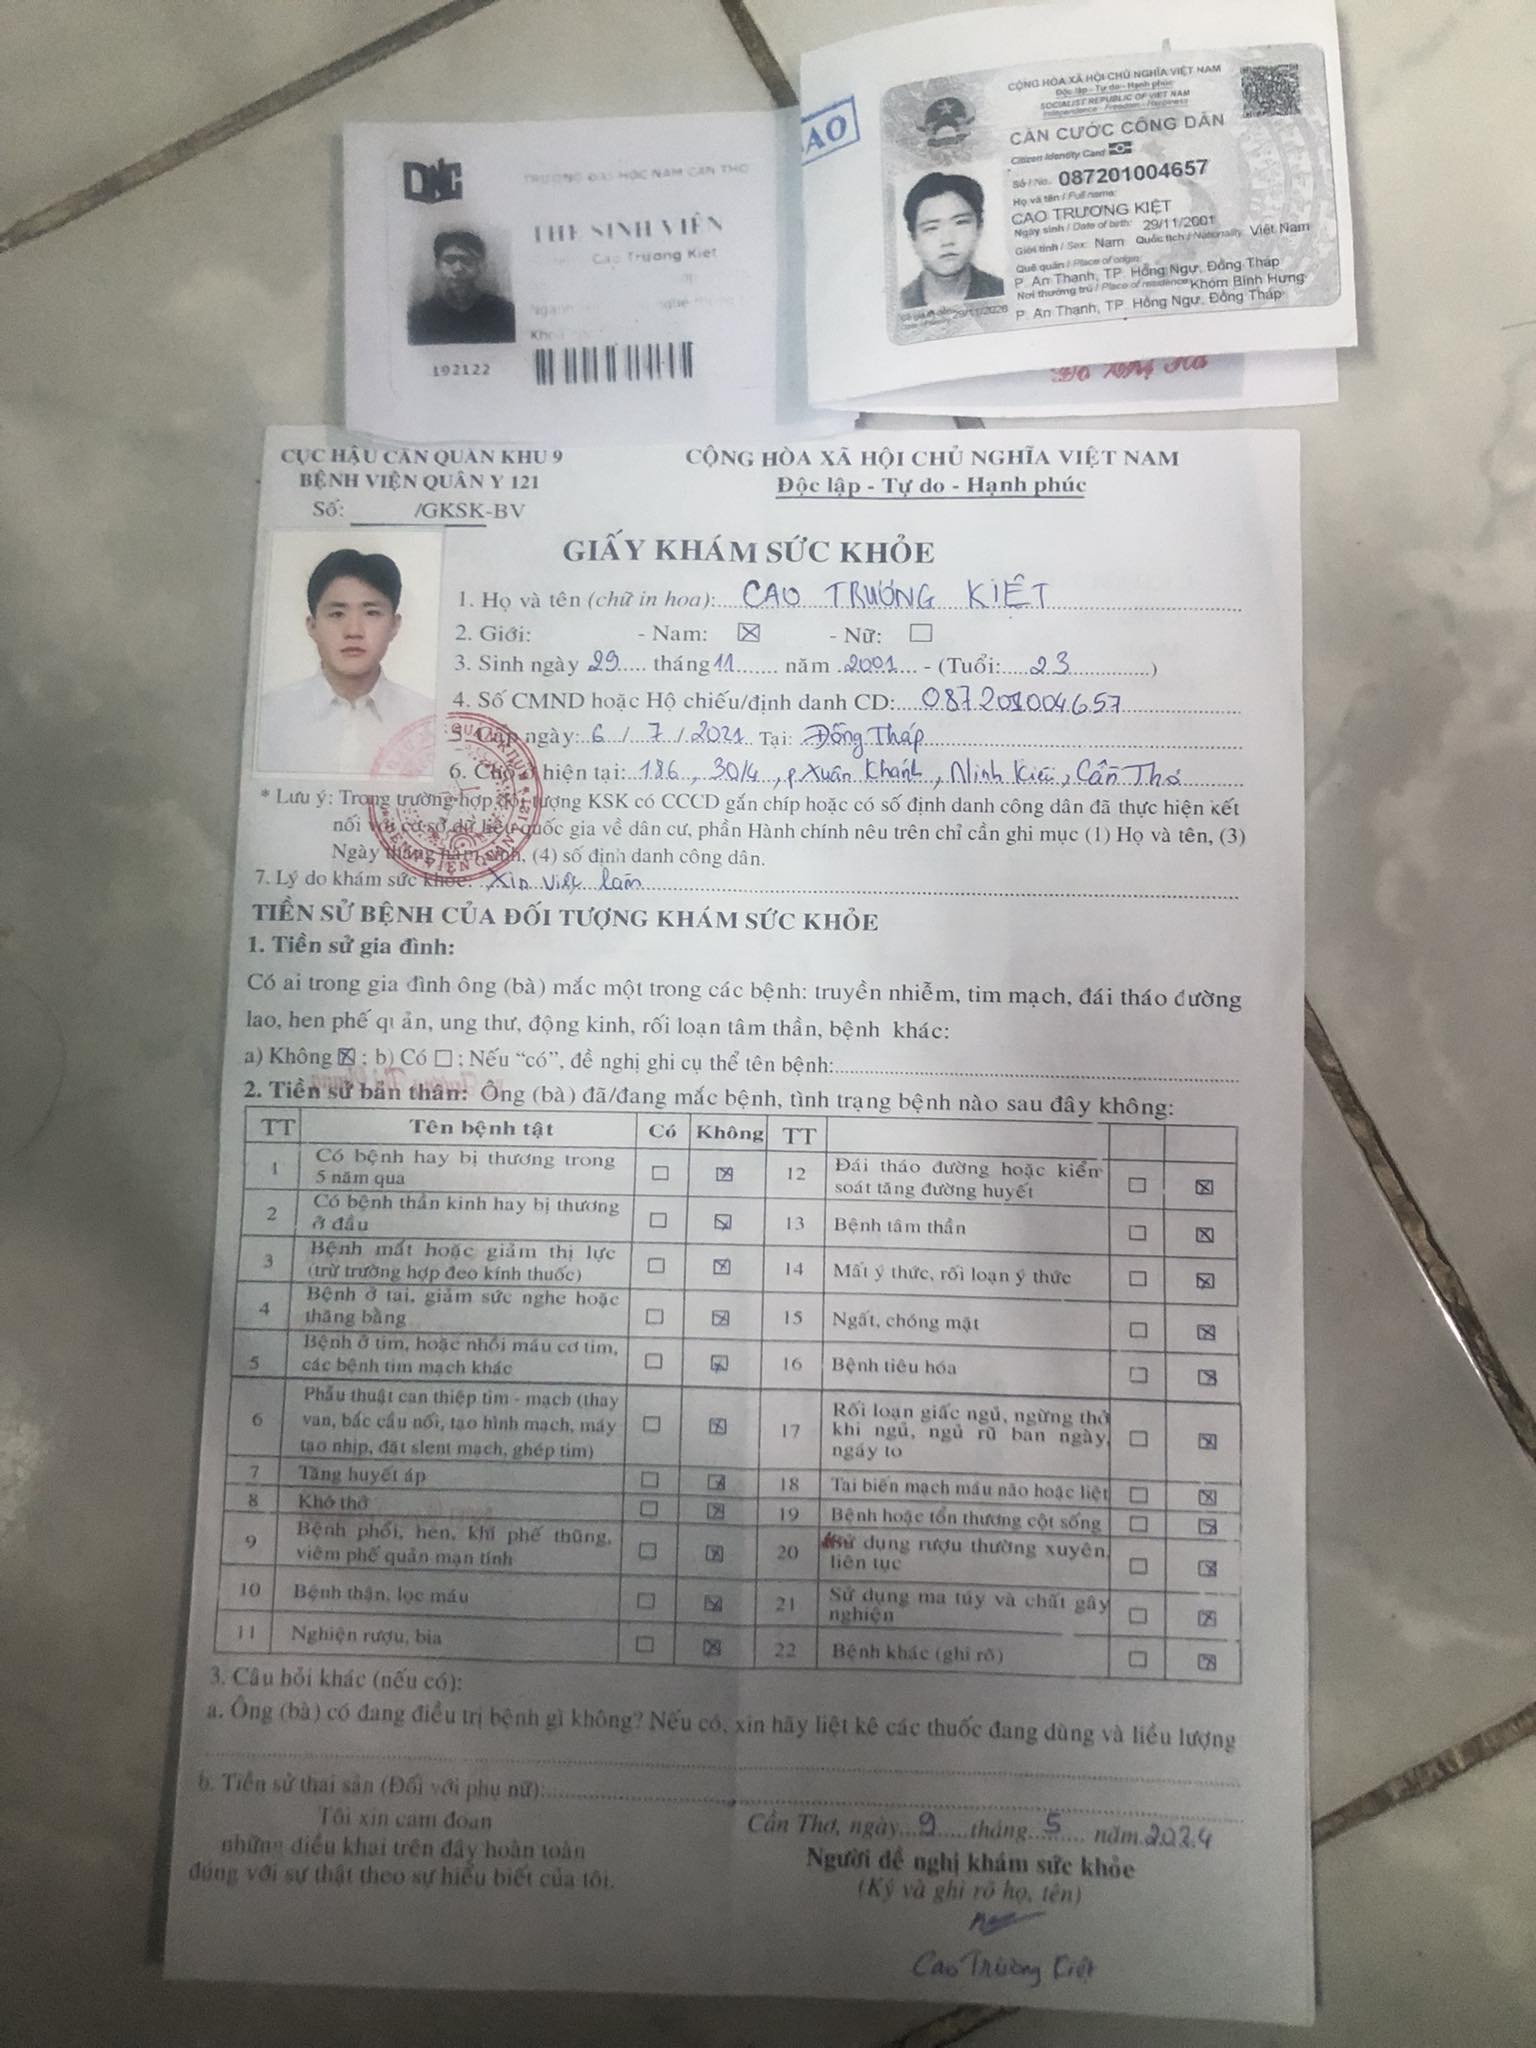 DNC
TRƯỜNG ĐẠI HỌC NAM CẦN THƠ
THẺ SINH VIÊN
Cao Trương Kiệt
Ngành
Khóa
192122
SAO
CỘNG HÒA XÃ HỘI CHỦ NGHĨA VIỆT NAM
Độc lập - Tự do - Hạnh phúc
SOCIALIST REPUBLIC OF VIET NAM
Independence - Freedom - Happiness
CĂN CƯỚC CÔNG DÂN
Citizen Identity Card
Số / No.: 087201004657
Họ và tên / Full name:
CAO TRƯƠNG KIỆT
Ngày sinh / Date of birth: 29/11/2001
Giới tính / Sex: Nam Quốc tịch / Nationality: Việt Nam
Quê quán / Place of origin:
P. An Thạnh, TP. Hồng Ngự, Đồng Tháp
Nơi thường trú / Place of residence: Khóm Bình Hưng
P. An Thạnh, TP. Hồng Ngự, Đồng Tháp
29/11/2026
CỤC HẬU CẦN QUÂN KHU 9
BỆNH VIỆN QUÂN Y 121
Số: /GKSK-BV
CỘNG HÒA XÃ HỘI CHỦ NGHĨA VIỆT NAM
Độc lập - Tự do - Hạnh phúc
GIẤY KHÁM SỨC KHỎE
1. Họ và tên (chữ in hoa): CAO TRƯƠNG KIỆT
2. Giới: - Nam: ☒ - Nữ: ☐
3. Sinh ngày 29 tháng 11 năm 2001 - (Tuổi: 23)
4. Số CMND hoặc Hộ chiếu/định danh CD: 087201004657
5. Cấp ngày: 6 / 7 / 2021 Tại: Đồng Tháp
6. Chỗ ở hiện tại: 186, 30/4, p. Xuân Khánh, Ninh Kiều, Cần Thơ
* Lưu ý: Trong trường hợp đối tượng KSK có CCCD gắn chíp hoặc có số định danh công dân đã thực hiện kết
nối với cơ sở dữ liệu quốc gia về dân cư, phần Hành chính nêu trên chỉ cần ghi mục (1) Họ và tên, (3)
Ngày tháng năm sinh, (4) số định danh công dân.
7. Lý do khám sức khỏe: Xin việc làm
TIỀN SỬ BỆNH CỦA ĐỐI TƯỢNG KHÁM SỨC KHỎE
1. Tiền sử gia đình:
Có ai trong gia đình ông (bà) mắc một trong các bệnh: truyền nhiễm, tim mạch, đái tháo đường
lao, hen phế quản, ung thư, động kinh, rối loạn tâm thần, bệnh khác:
a) Không ☒ ; b) Có ☐ ; Nếu “có”, đề nghị ghi cụ thể tên bệnh:
2. Tiền sử bản thân: Ông (bà) đã/đang mắc bệnh, tình trạng bệnh nào sau đây không:
TT Tên bệnh tật Có Không TT
1 Có bệnh hay bị thương trong
5 năm qua ☐ ☒
12 Đái tháo đường hoặc kiểm
soát tăng đường huyết ☐ ☒
2 Có bệnh thần kinh hay bị thương
ở đầu ☐ ☒
13 Bệnh tâm thần ☐ ☒
3 Bệnh mắt hoặc giảm thị lực
(trừ trường hợp đeo kính thuốc) ☐ ☒
14 Mất ý thức, rối loạn ý thức ☐ ☒
4 Bệnh ở tai, giảm sức nghe hoặc
thăng bằng ☐ ☒
15 Ngất, chóng mặt ☐ ☒
5 Bệnh ở tim, hoặc nhồi máu cơ tim,
các bệnh tim mạch khác ☐ ☒
16 Bệnh tiêu hóa ☐ ☒
6 Phẫu thuật can thiệp tim - mạch (thay
van, bắc cầu nối, tạo hình mạch, máy
tạo nhịp, đặt slent mạch, ghép tim) ☐ ☒
17 Rối loạn giấc ngủ, ngừng thở
khi ngủ, ngủ rũ ban ngày,
ngáy to ☐ ☒
7 Tăng huyết áp ☐ ☒
18 Tai biến mạch máu não hoặc liệt ☐ ☒
8 Khó thở ☐ ☒
19 Bệnh hoặc tổn thương cột sống ☐ ☒
9 Bệnh phổi, hen, khí phế thũng,
viêm phế quản mạn tính ☐ ☒
20 Sử dụng rượu thường xuyên,
liên tục ☐ ☒
10 Bệnh thận, lọc máu ☐ ☒
21 Sử dụng ma túy và chất gây
nghiện ☐ ☒
11 Nghiện rượu, bia ☐ ☒
22 Bệnh khác (ghi rõ) ☐ ☒
3. Câu hỏi khác (nếu có):
a. Ông (bà) có đang điều trị bệnh gì không? Nếu có, xin hãy liệt kê các thuốc đang dùng và liều lượng
b. Tiền sử thai sản (Đối với phụ nữ):
Tôi xin cam đoan
những điều khai trên đây hoàn toàn
đúng với sự thật theo sự hiểu biết của tôi.
Cần Thơ, ngày 9 tháng 5 năm 2024
Người đề nghị khám sức khỏe
(Ký và ghi rõ họ, tên)
Cao Trương Kiệt